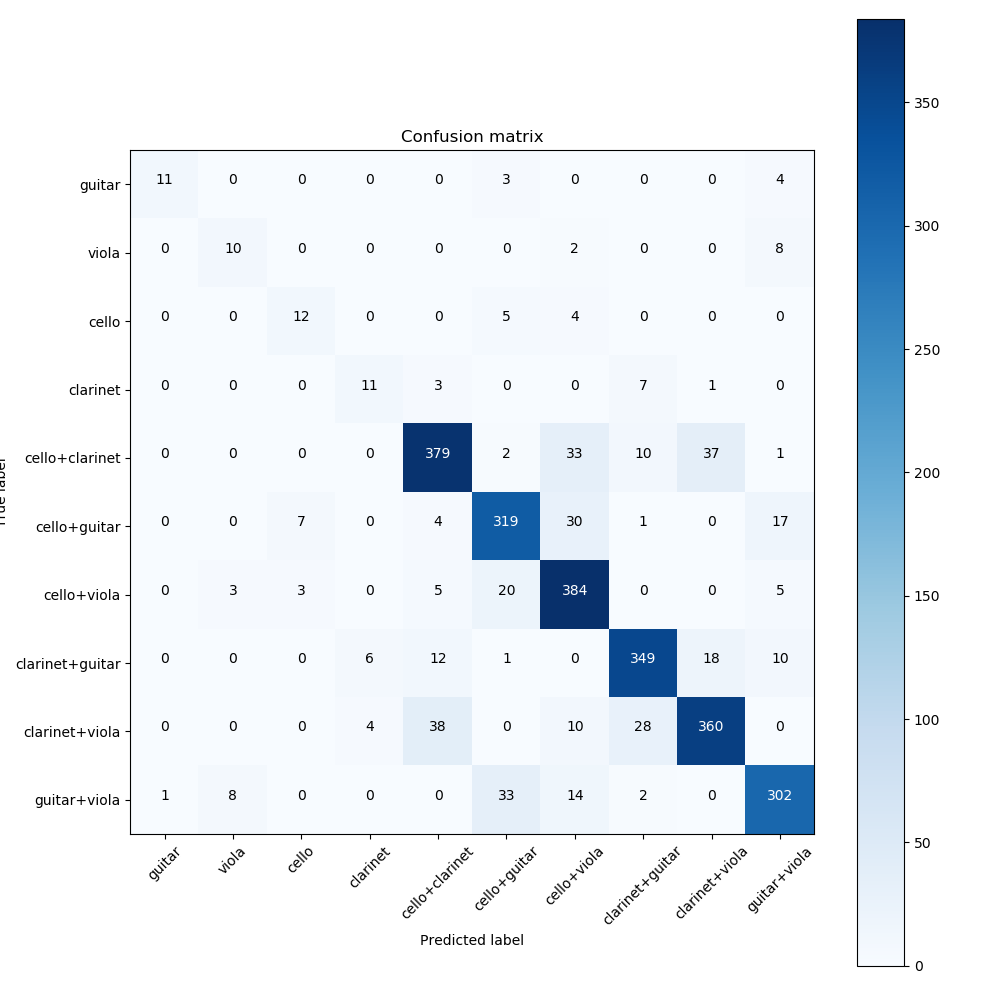 Confusion matrix
guitar 11 0 0 0 0 3 0 0 0 4
viola 0 10 0 0 0 0 2 0 0 8
cello 0 0 12 0 0 5 4 0 0 0
clarinet 0 0 0 11 3 0 0 7 1 0
cello+clarinet 0 0 0 0 379 2 33 10 37 1
cello+guitar 0 0 7 0 4 319 30 1 0 17
cello+viola 0 3 3 0 5 20 384 0 0 5
clarinet+guitar 0 0 0 6 12 1 0 349 18 10
clarinet+viola 0 0 0 4 38 0 10 28 360 0
guitar+viola 1 8 0 0 0 33 14 2 0 302
guitar viola cello clarinet cello+clarinet cello+guitar cello+viola clarinet+guitar clarinet+viola guitar+viola
Predicted label
True label
350
300
250
200
150
100
50
0